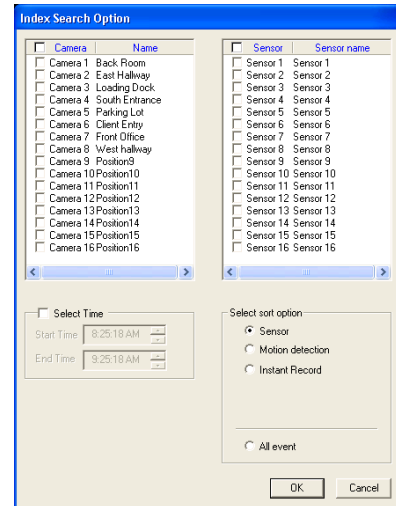 Index Search Option
Camera Name
Camera 1 Back Room
Camera 2 East Hallway
Camera 3 Loading Dock
Camera 4 South Entrance
Camera 5 Parking Lot
Camera 6 Client Entry
Camera 7 Front Office
Camera 8 West hallway
Camera 9 Position9
Camera 10 Position10
Camera 11 Position11
Camera 12 Position12
Camera 13 Position13
Camera 14 Position14
Camera 15 Position15
Camera 16 Position16
Sensor Sensor name
Sensor 1 Sensor 1
Sensor 2 Sensor 2
Sensor 3 Sensor 3
Sensor 4 Sensor 4
Sensor 5 Sensor 5
Sensor 6 Sensor 6
Sensor 7 Sensor 7
Sensor 8 Sensor 8
Sensor 9 Sensor 9
Sensor 10 Sensor 10
Sensor 11 Sensor 11
Sensor 12 Sensor 12
Sensor 13 Sensor 13
Sensor 14 Sensor 14
Sensor 15 Sensor 15
Sensor 16 Sensor 16
Select Time
Start Time 8:25:18 AM
End Time 9:25:18 AM
Select sort option
Sensor
Motion detection
Instant Record
All event
OK Cancel